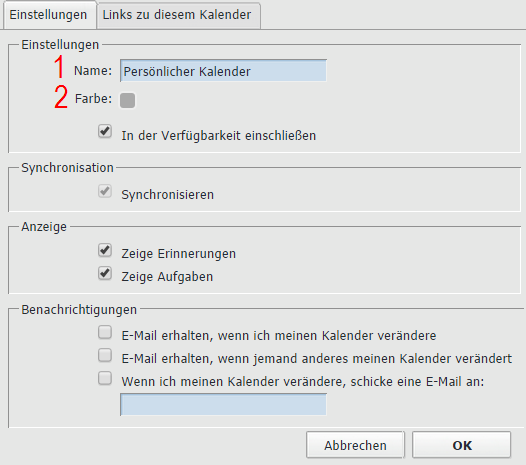 Einstellungen Links zu diesem Kalender
Einstellungen
1 Name: Persönlicher Kalender
2 Farbe:
In der Verfügbarkeit einschließen
Synchronisation
Synchronisieren
Anzeige
Zeige Erinnerungen
Zeige Aufgaben
Benachrichtigungen
E-Mail erhalten, wenn ich meinen Kalender verändere
E-Mail erhalten, wenn jemand anderes meinen Kalender verändert
Wenn ich meinen Kalender verändere, schicke eine E-Mail an:
Abbrechen OK